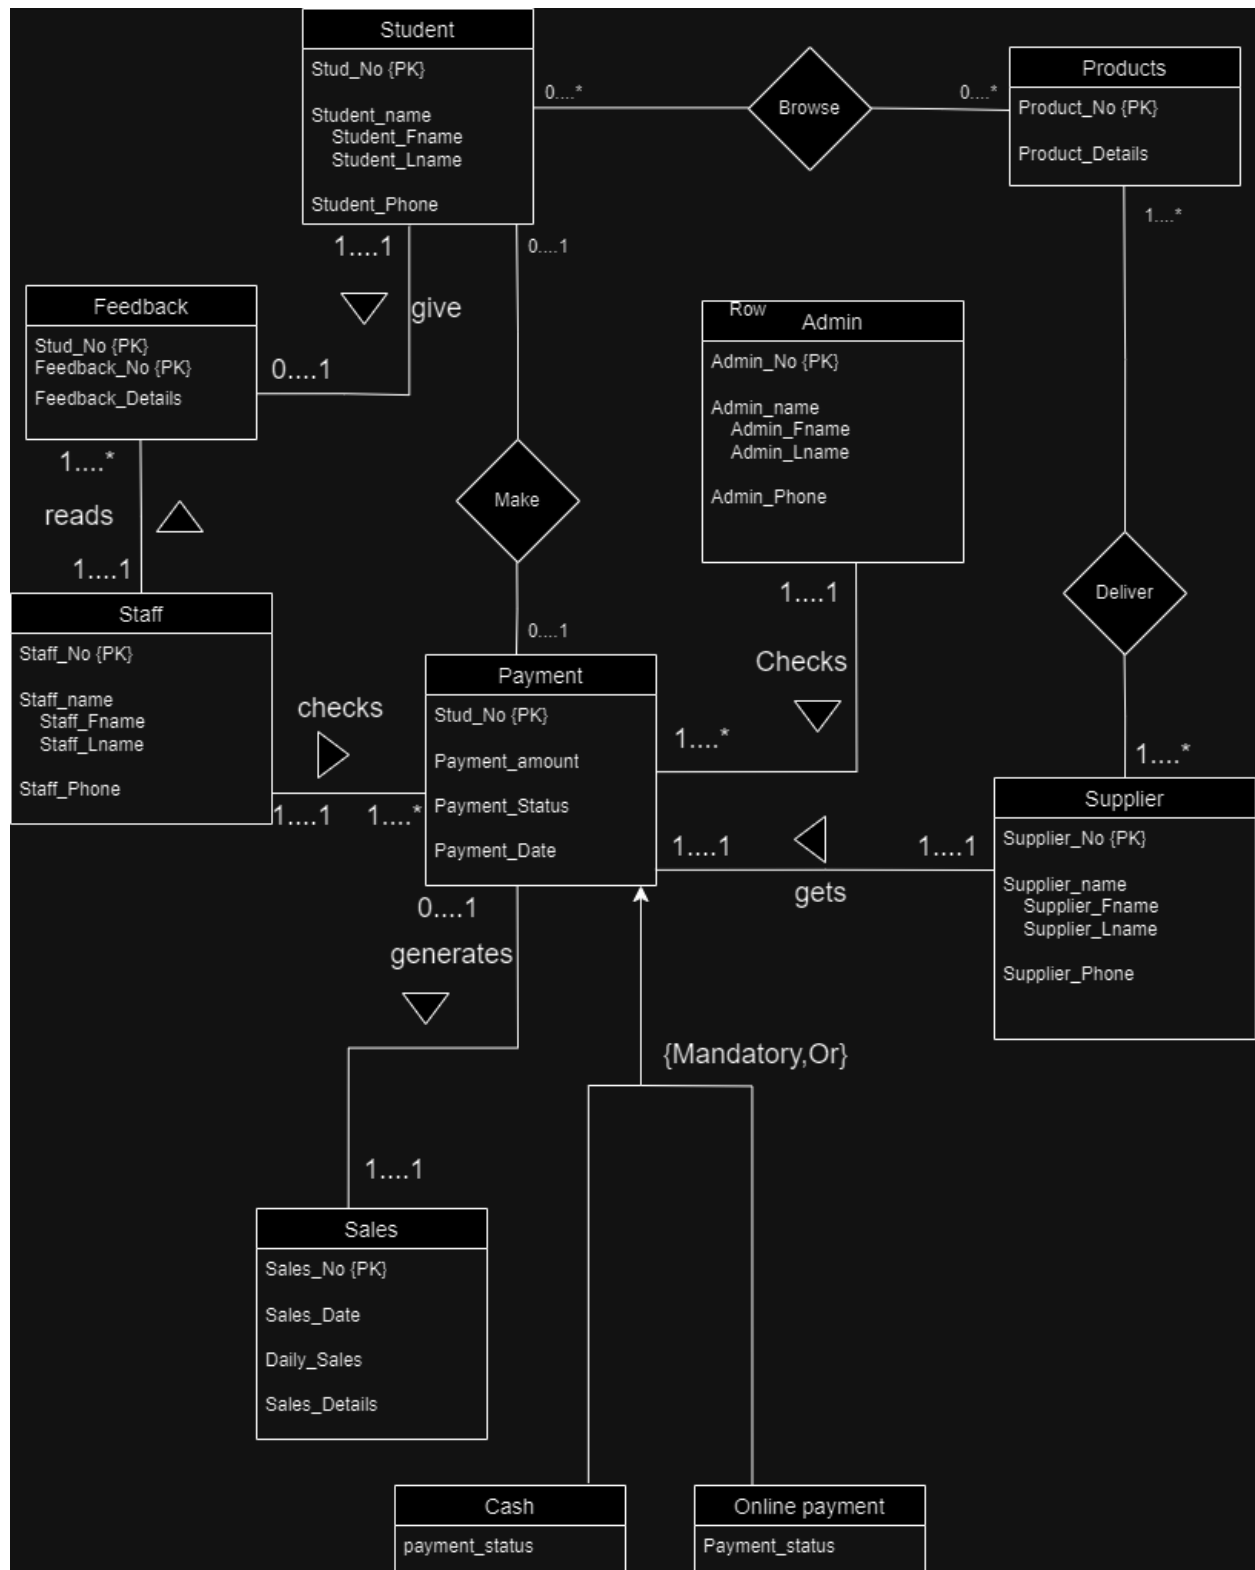 Student
Stud_No {PK}
Student_name
Student_Fname
Student_Lname
Student_Phone
0....*
Browse
0....*
Products
Product_No {PK}
Product_Details
1....1
0....1
1....*
give
Feedback
Stud_No {PK}
Feedback_No {PK}
Feedback_Details
0....1
Row
Admin
Admin_No {PK}
Admin_name
Admin_Fname
Admin_Lname
Admin_Phone
1....*
reads
1....1
Make
0....1
1....1
Checks
1....*
Deliver
1....*
Staff
Staff_No {PK}
Staff_name
Staff_Fname
Staff_Lname
Staff_Phone
checks
1....1
1....*
Payment
Stud_No {PK}
Payment_amount
Payment_Status
Payment_Date
1....1
1....1
gets
Supplier
Supplier_No {PK}
Supplier_name
Supplier_Fname
Supplier_Lname
Supplier_Phone
0....1
generates
{Mandatory,Or}
1....1
Sales
Sales_No {PK}
Sales_Date
Daily_Sales
Sales_Details
Cash
payment_status
Online payment
Payment_status